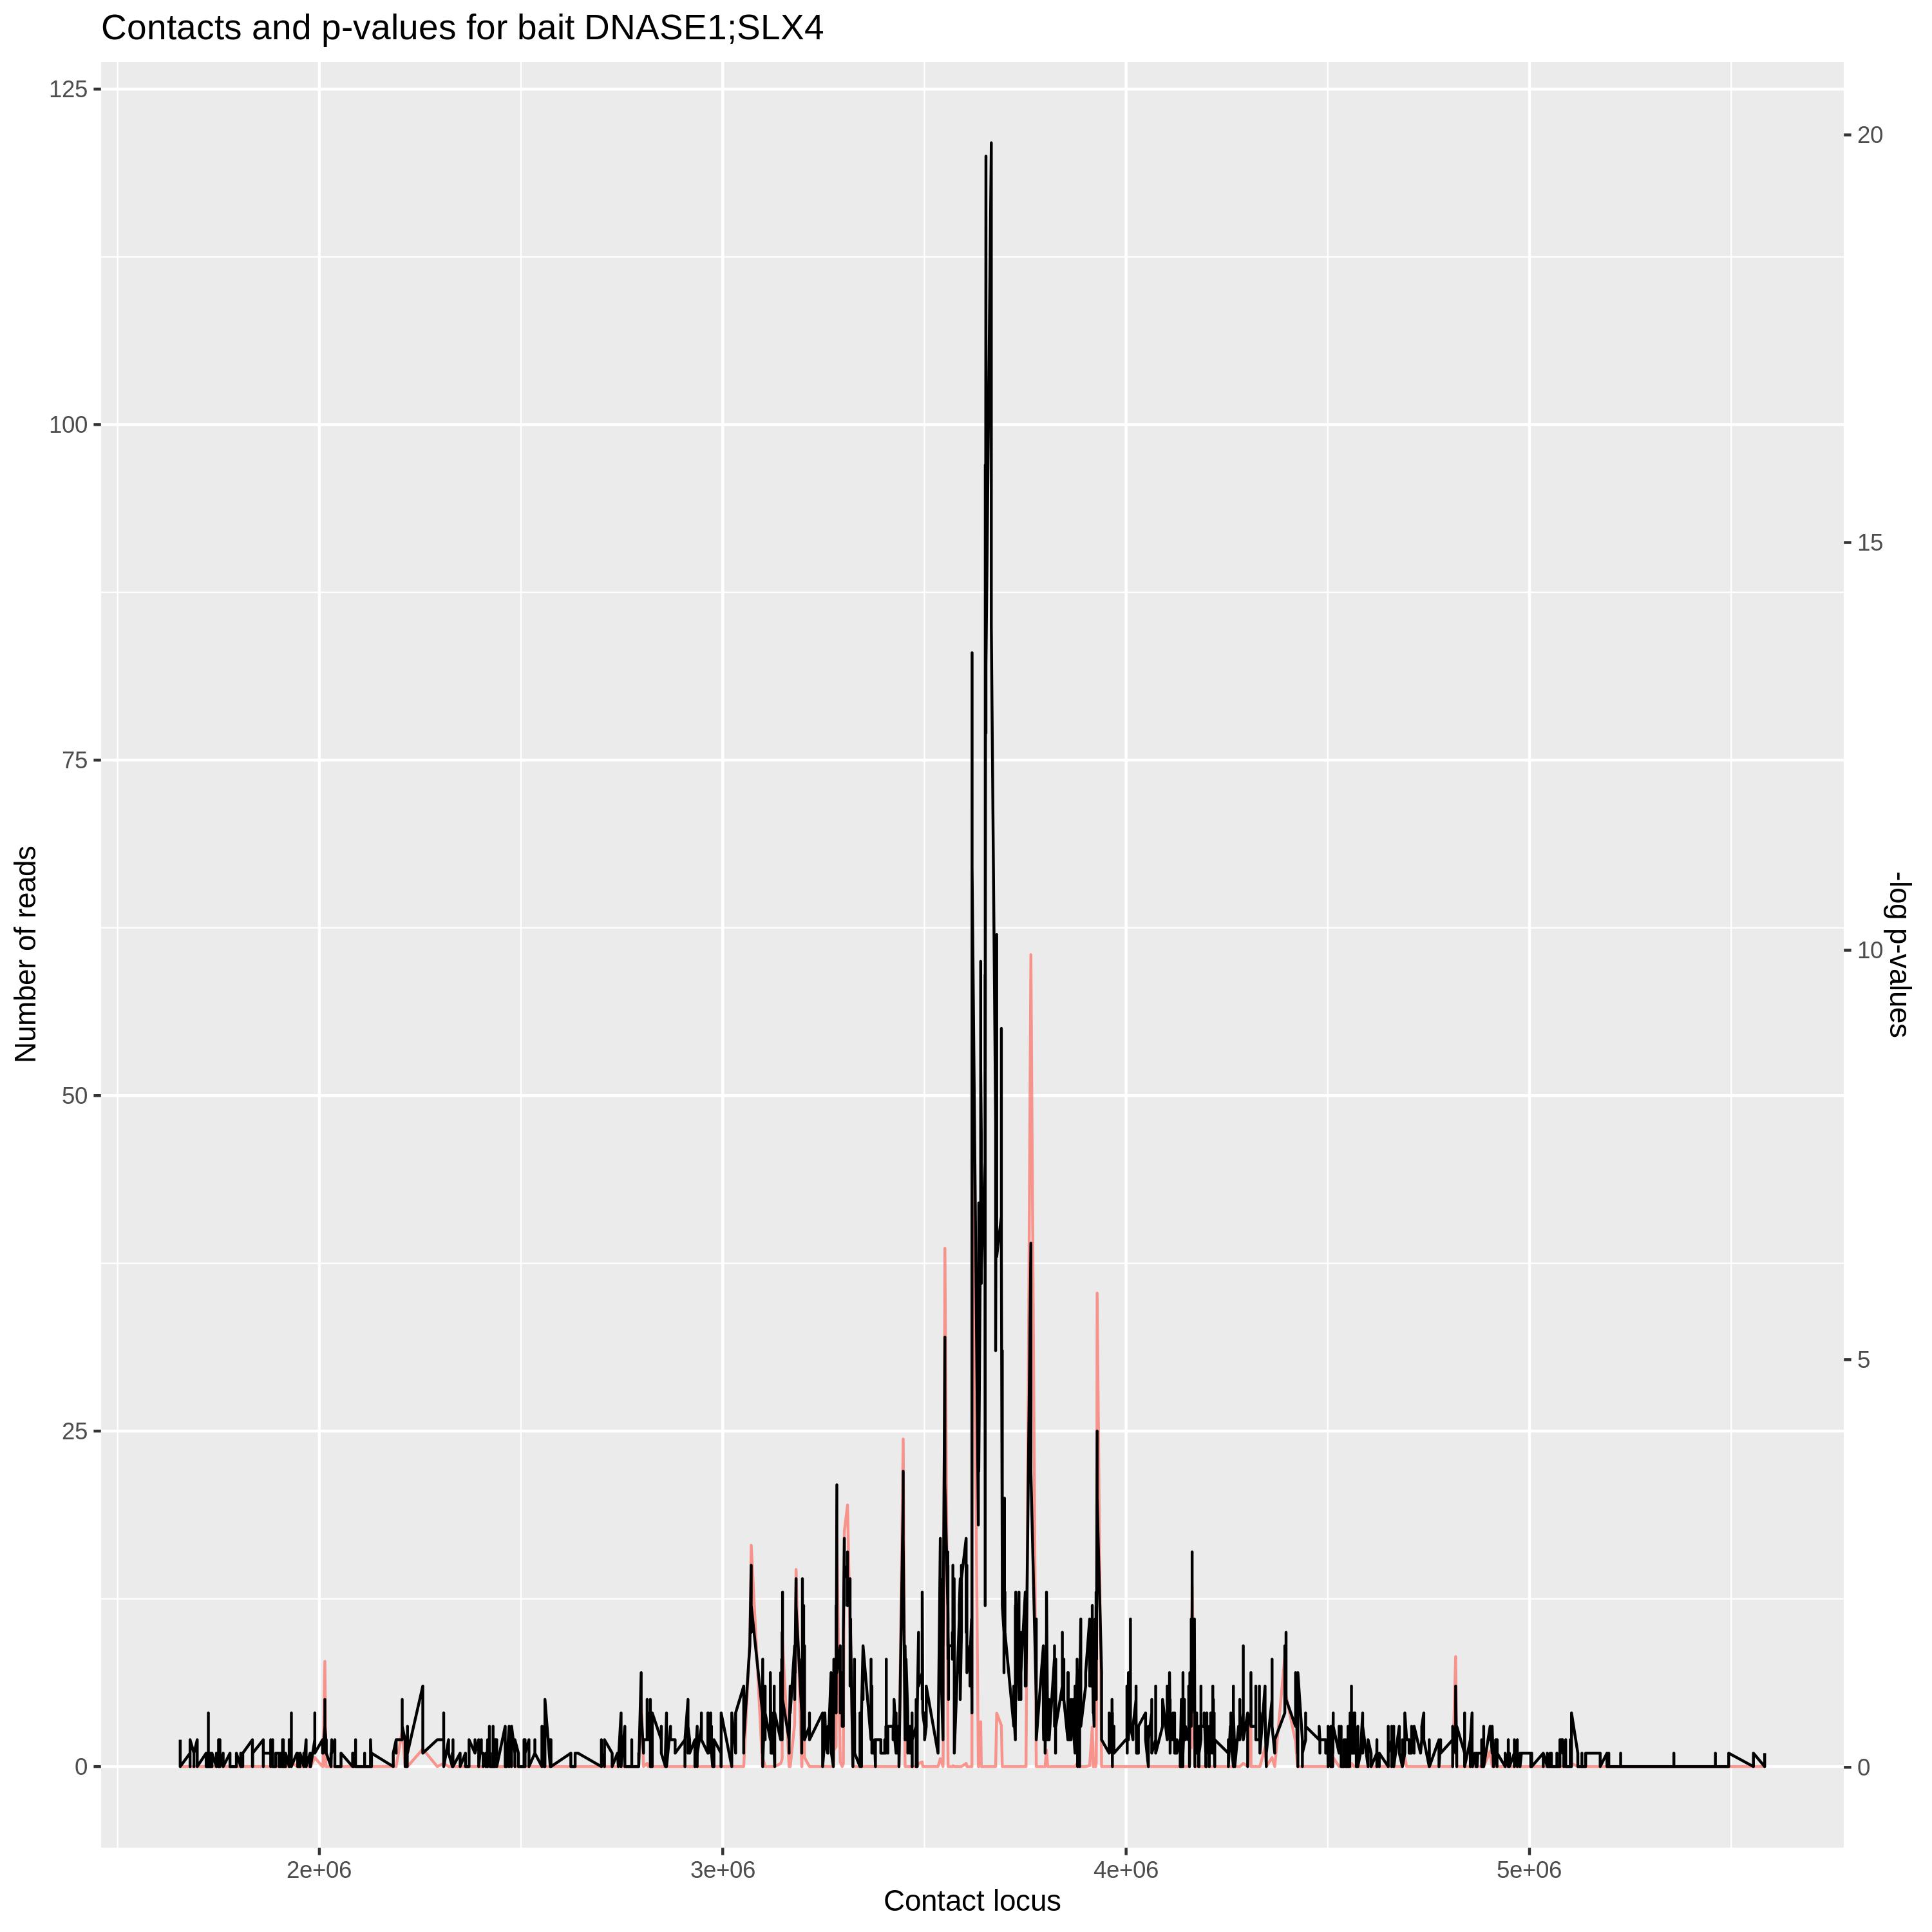 Contacts and p-values for bait DNASE1;SLX4
125
100
75
50
25
0
Number of reads
20
15
10
5
0
-log p-values
2e+06
3e+06
4e+06
5e+06
Contact locus